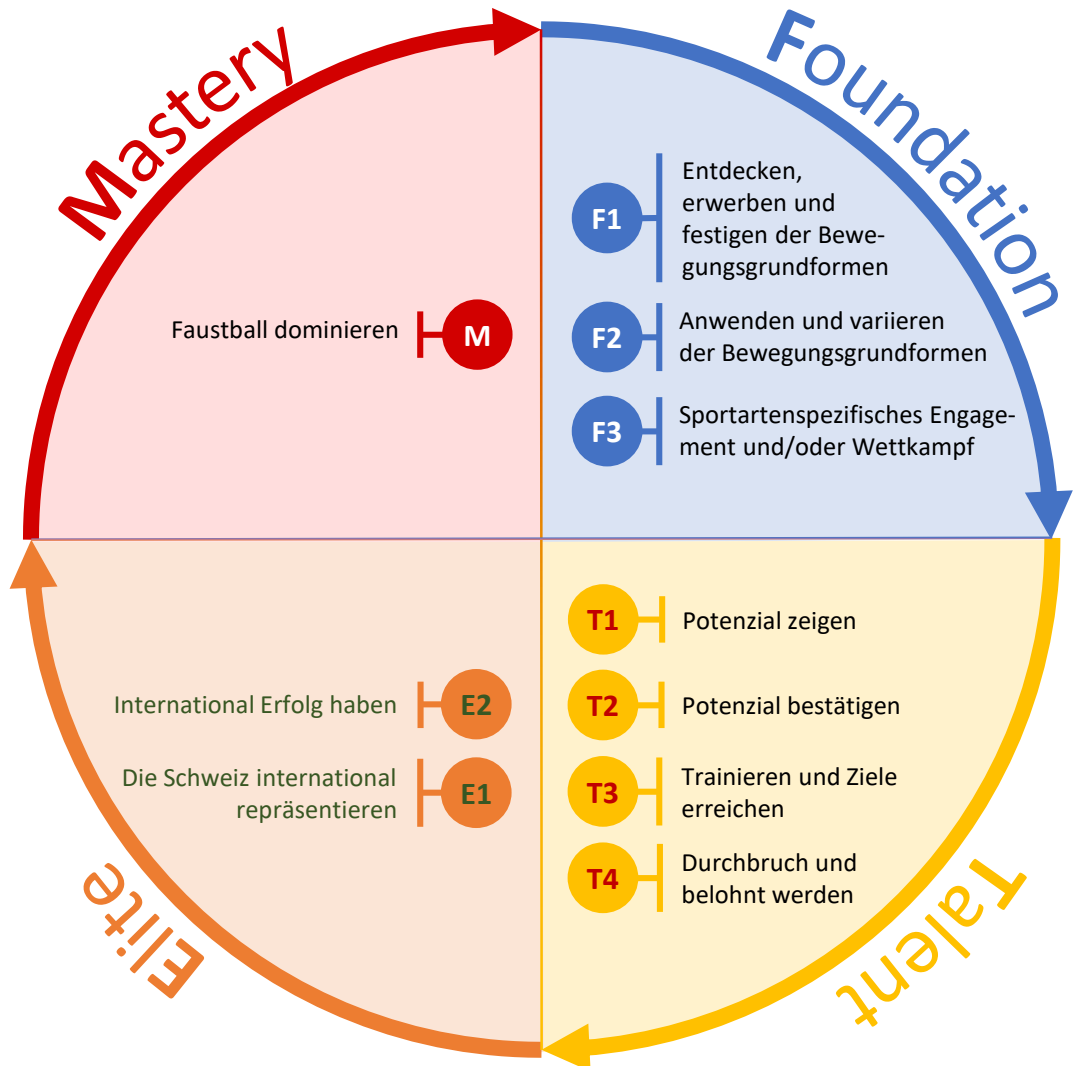 Foundation
F1
Entdecken,
erwerben und
festigen der Bewe-
gungsgrundformen
F2
Anwenden und variieren
der Bewegungsgrundformen
F3
Sportartenspezifisches Engage-
ment und/oder Wettkampf
Talent
T1
Potenzial zeigen
T2
Potenzial bestätigen
T3
Trainieren und Ziele
erreichen
T4
Durchbruch und
belohnt werden
Elite
International Erfolg haben
E2
Die Schweiz international
repräsentieren
E1
Mastery
Faustball dominieren
M